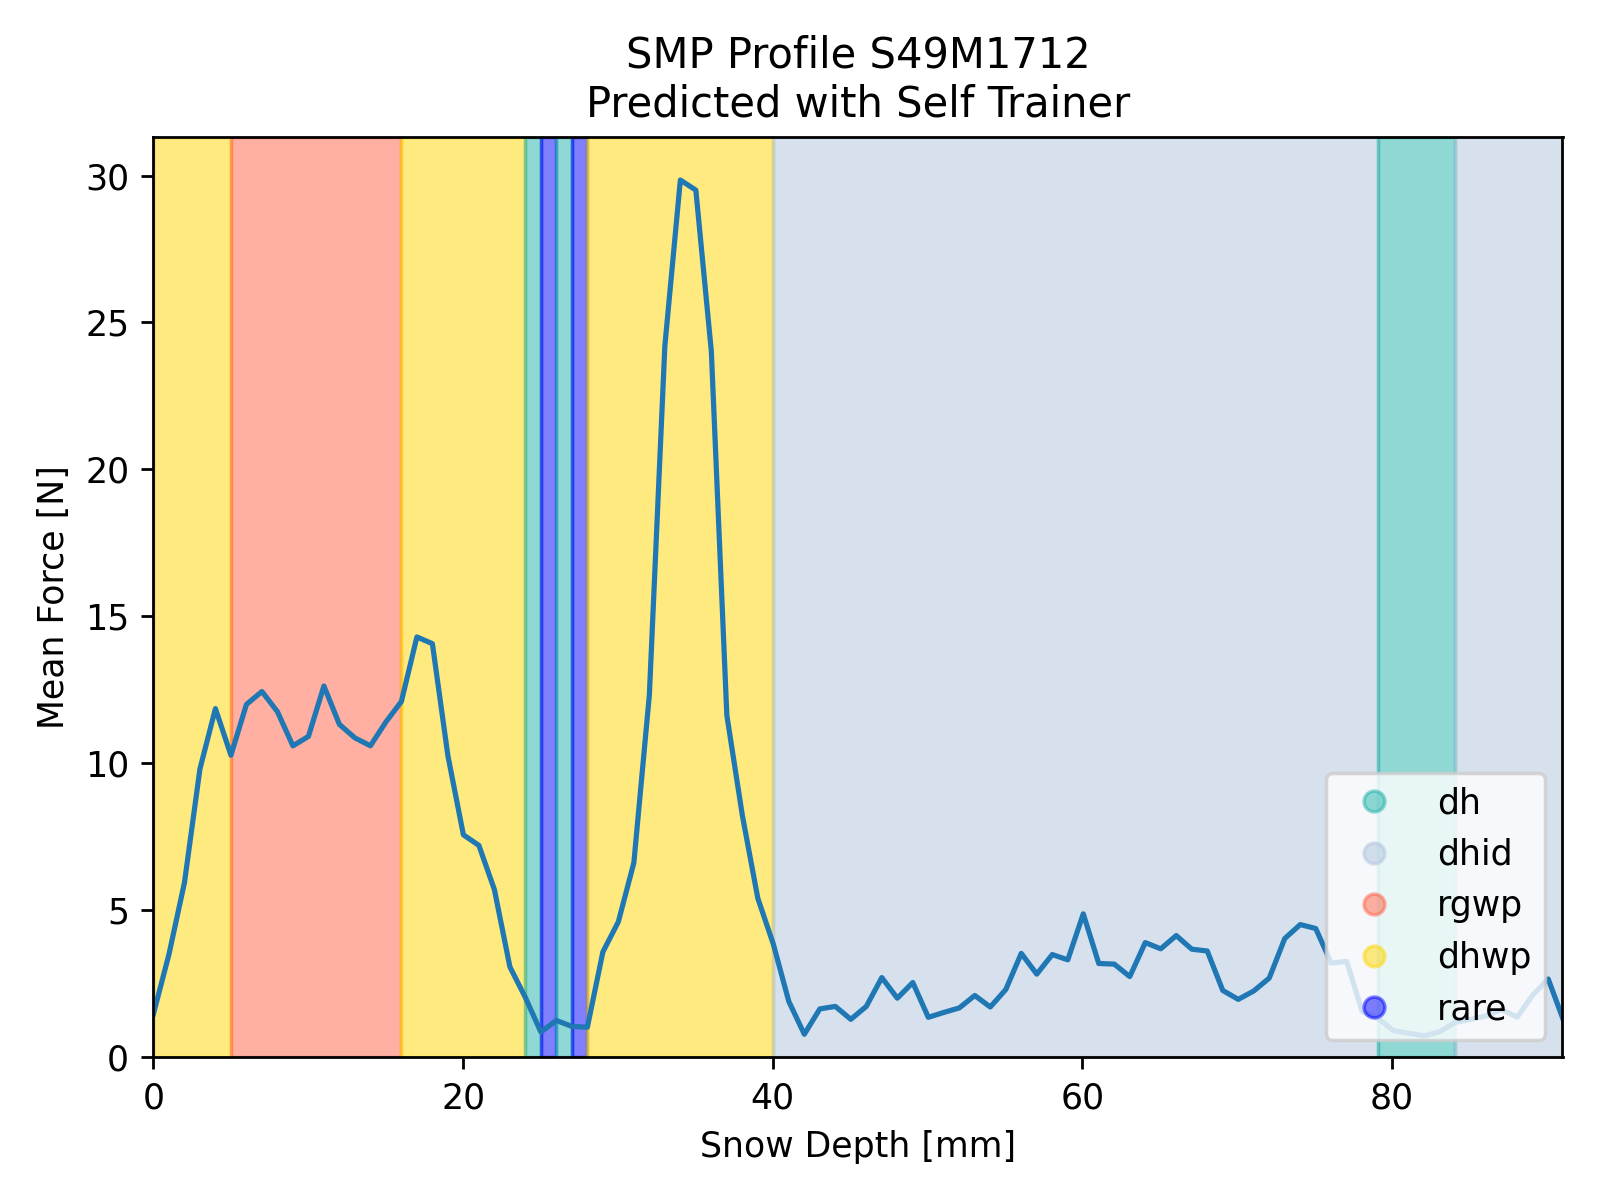 SMP Profile S49M1712
Predicted with Self Trainer
Mean Force [N]
30
25
20
15
10
5
0
0 20 40 60 80
Snow Depth [mm]
dh
dhid
rgwp
dhwp
rare